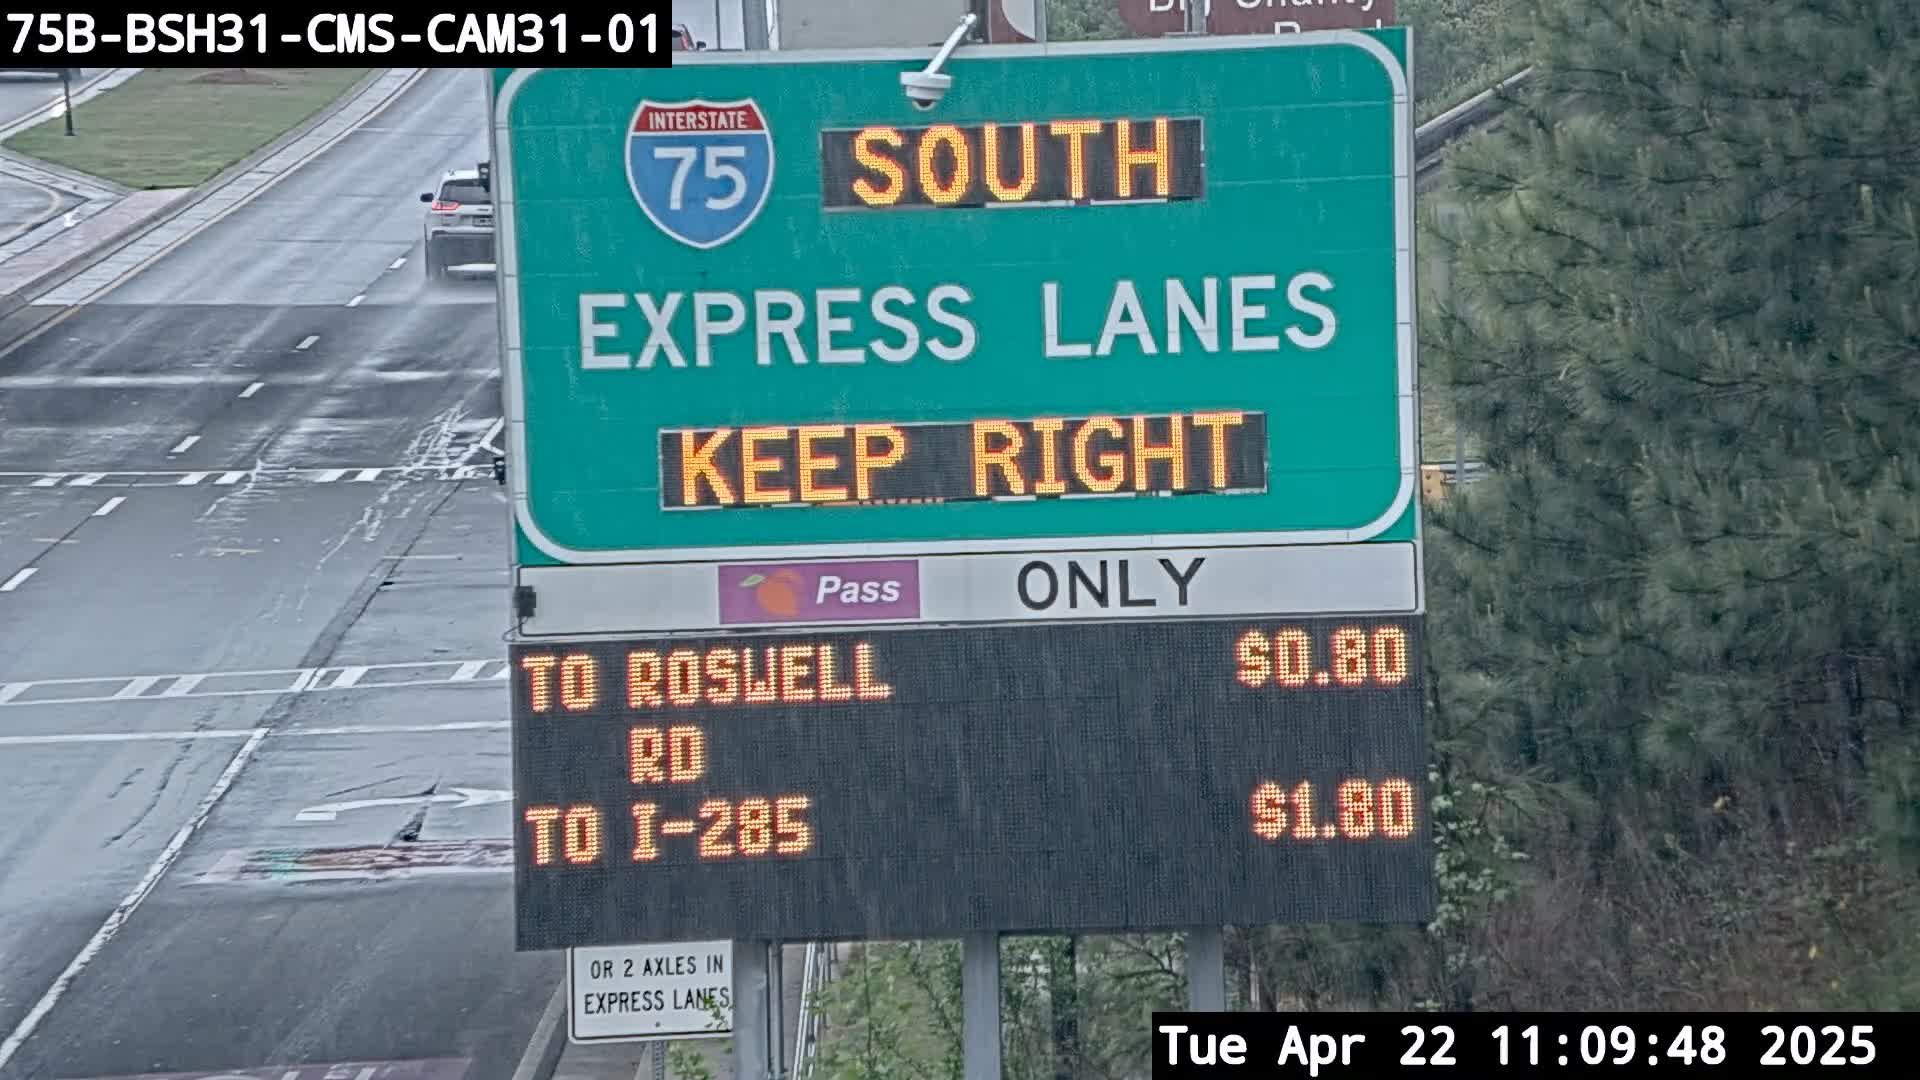 75B-BSH31-CMS-CAM31-01
INTERSTATE
75
SOUTH
EXPRESS LANES
KEEP RIGHT
Pass
ONLY
TO ROSWELL $0.80
RD
TO I-285 $1.80
OR 2 AXLES IN
EXPRESS LANES
Tue Apr 22 11:09:48 2025